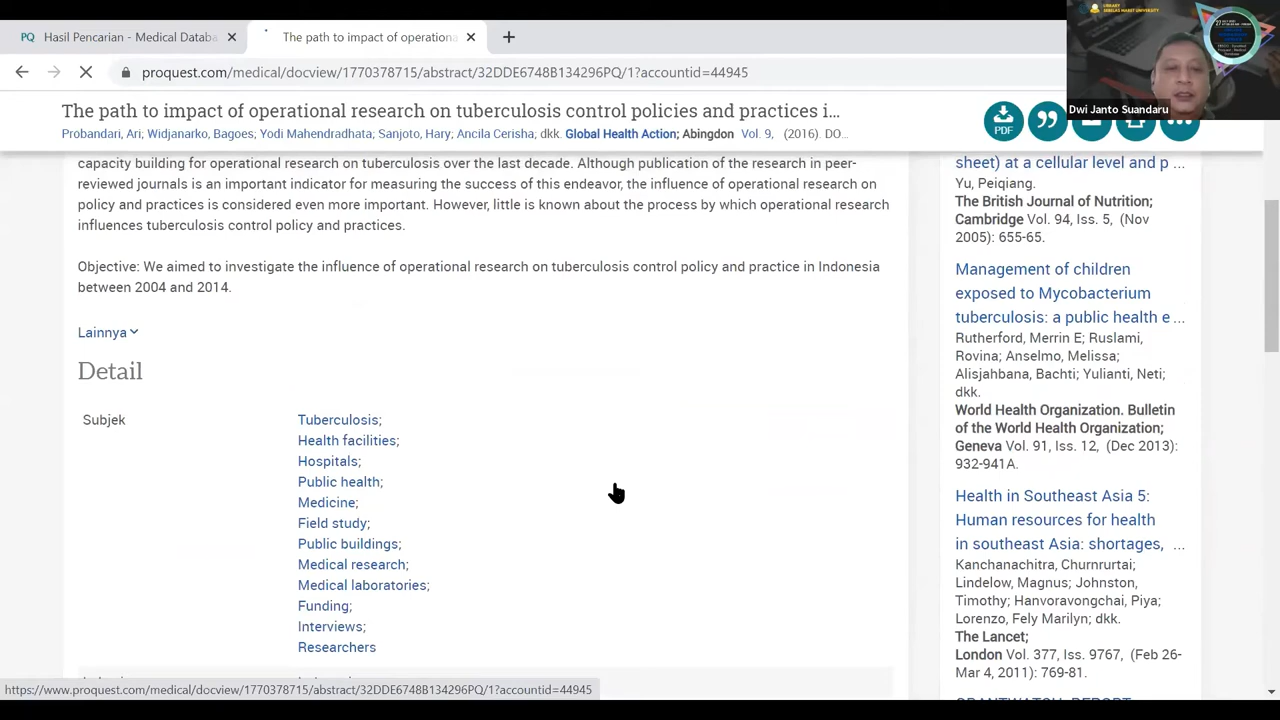 LIBRARY
SEBELAS MARET UNIVERSITY
PQ Hasil Pencarian - Medical Databa
The path to impact of operationa
proquest.com/medical/docview/1770378715/abstract/32DDE6748B134296PQ/1?accountid=44945
Dwi Janto Suandaru
The path to impact of operational research on tuberculosis control policies and practices i...
Probandari, Ari; Widjanarko, Bagoes; Yodi Mahendradhata; Sanjoto, Hary; Ancila Cerisha; dkk. Global Health Action; Abingdon Vol. 9, (2016). DO...
PDF
capacity building for operational research on tuberculosis over the last decade. Although publication of the research in peer-
reviewed journals is an important indicator for measuring the success of this endeavor, the influence of operational research on
policy and practices is considered even more important. However, little is known about the process by which operational research
influences tuberculosis control policy and practices.
Objective: We aimed to investigate the influence of operational research on tuberculosis control policy and practice in Indonesia
between 2004 and 2014.
Lainnya
Detail
Subjek
Tuberculosis;
Health facilities;
Hospitals;
Public health;
Medicine;
Field study;
Public buildings;
Medical research;
Medical laboratories;
Funding;
Interviews;
Researchers
sheet) at a cellular level and p ...
Yu, Peiqiang.
The British Journal of Nutrition;
Cambridge Vol. 94, Iss. 5, (Nov
2005): 655-65.
Management of children
exposed to Mycobacterium
tuberculosis: a public health e ...
Rutherford, Merrin E; Ruslami,
Rovina; Anselmo, Melissa;
Alisjahbana, Bachti; Yulianti, Neti;
dkk.
World Health Organization. Bulletin
of the World Health Organization;
Geneva Vol. 91, Iss. 12, (Dec 2013):
932-941A.
Health in Southeast Asia 5:
Human resources for health
in southeast Asia: shortages, ...
Kanchanachitra, Churnrurtai;
Lindelow, Magnus; Johnston,
Timothy; Hanvoravongchai, Piya;
Lorenzo, Fely Marilyn; dkk.
The Lancet;
London Vol. 377, Iss. 9767, (Feb 26-
Mar 4, 2011): 769-81.
https://www.proquest.com/medical/docview/1770378715/abstract/32DDE6748B134296PQ/1?accountid=44945